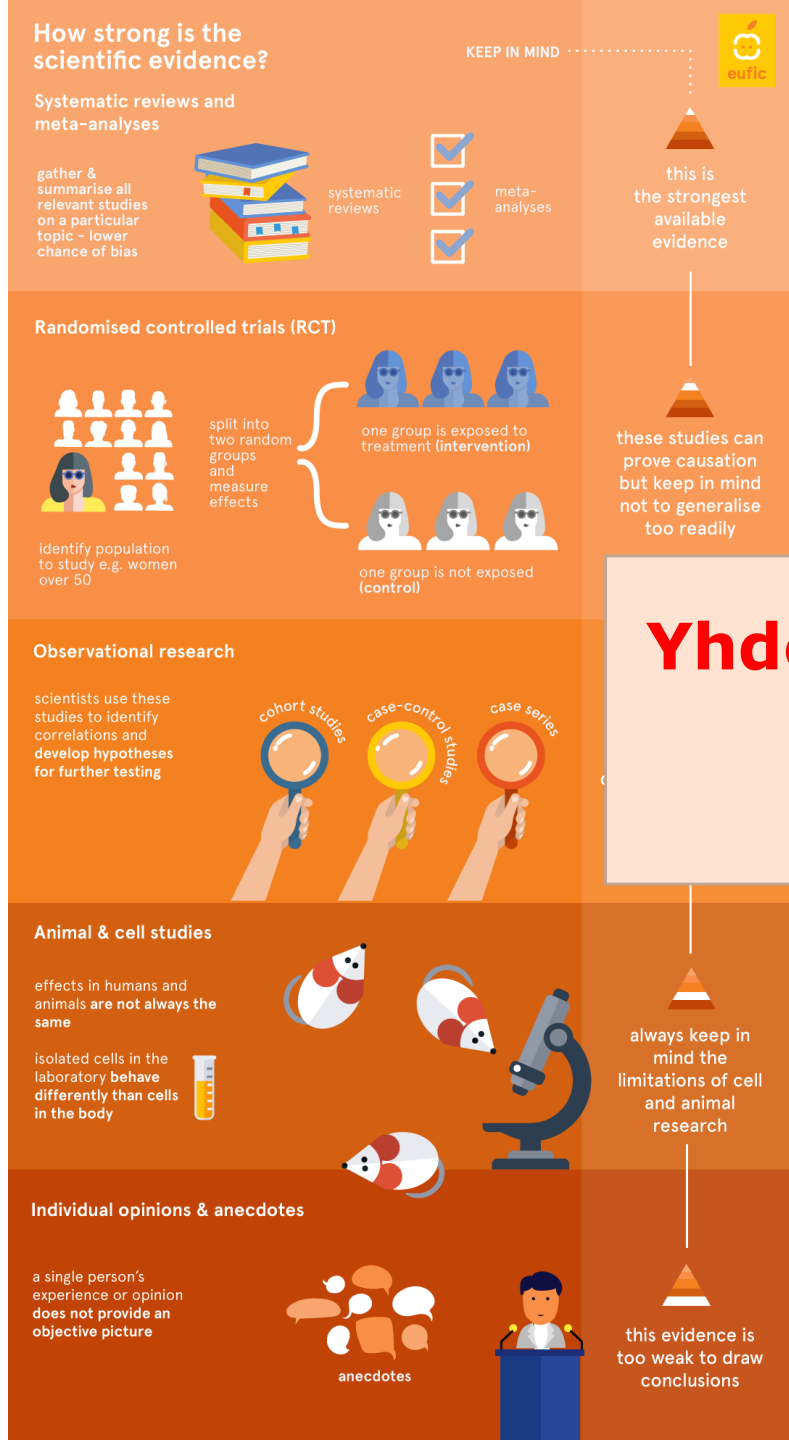 How strong is the
scientific evidence?
KEEP IN MIND
eufic
Systematic reviews and
meta-analyses
gather &
summarise all
relevant studies
on a particular
topic – lower
chance of bias
systematic
reviews
meta-
analyses
this is
the strongest
available
evidence
Randomised controlled trials (RCT)
identify population
to study e.g. women
over 50
split into
two random
groups
and
measure
effects
one group is exposed to
treatment (intervention)
one group is not exposed
(control)
these studies can
prove causation
but keep in mind
not to generalise
too readily
Observational research
scientists use these
studies to identify
correlations and
develop hypotheses
for further testing
cohort studies
case-control studies
case series
Animal & cell studies
effects in humans and
animals are not always the
same
isolated cells in the
laboratory behave
differently than cells
in the body
always keep in
mind the
limitations of cell
and animal
research
Individual opinions & anecdotes
a single person's
experience or opinion
does not provide an
objective picture
anecdotes
this evidence is
too weak to draw
conclusions